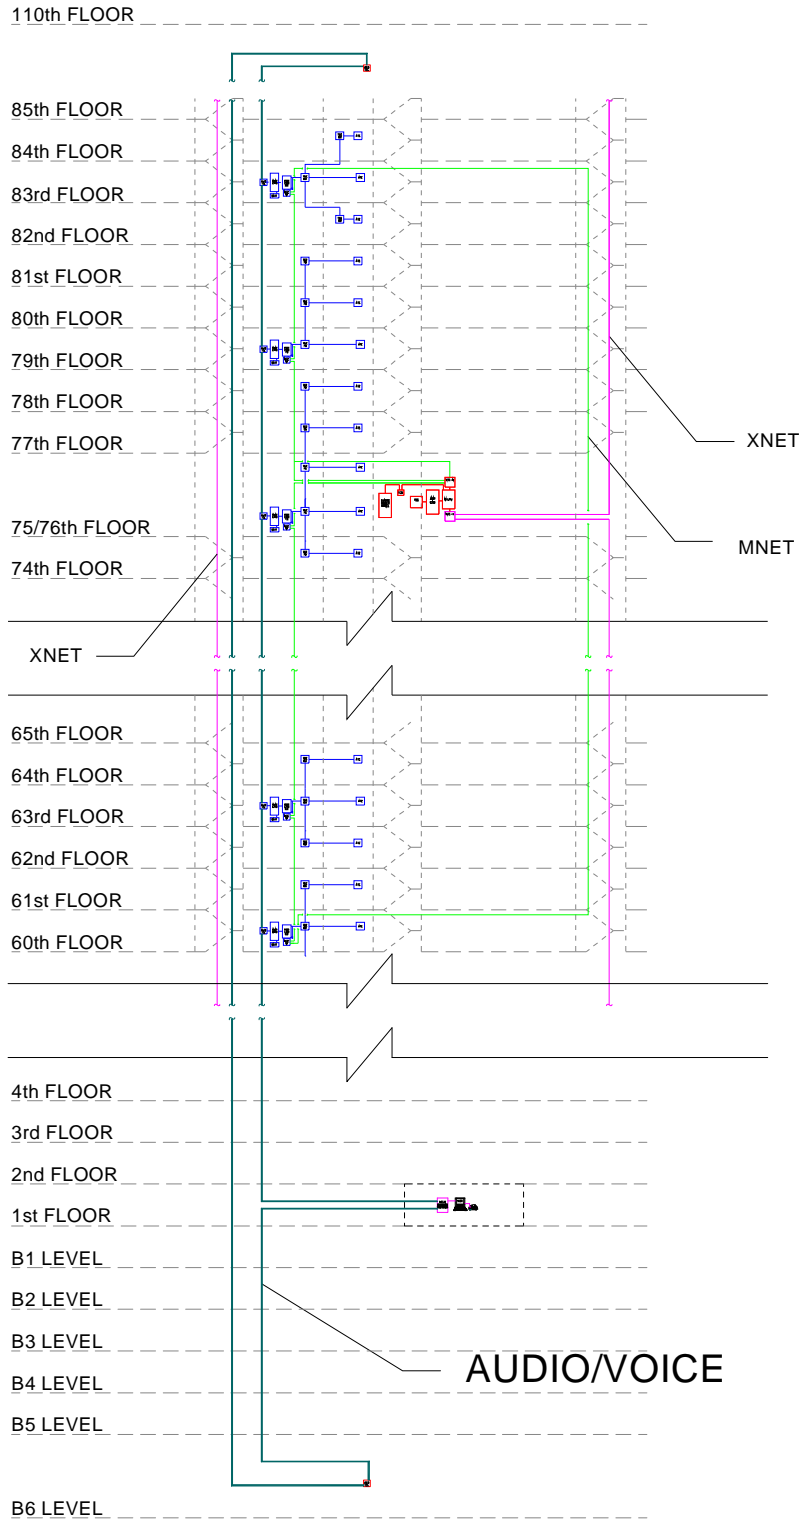 110th FLOOR
85th FLOOR
84th FLOOR
83rd FLOOR
82nd FLOOR
81st FLOOR
80th FLOOR
79th FLOOR
78th FLOOR
77th FLOOR
XNET
75/76th FLOOR
MNET
74th FLOOR
XNET
65th FLOOR
64th FLOOR
63rd FLOOR
62nd FLOOR
61st FLOOR
60th FLOOR
4th FLOOR
3rd FLOOR
2nd FLOOR
1st FLOOR
B1 LEVEL
B2 LEVEL
B3 LEVEL
AUDIO/VOICE
B4 LEVEL
B5 LEVEL
B6 LEVEL